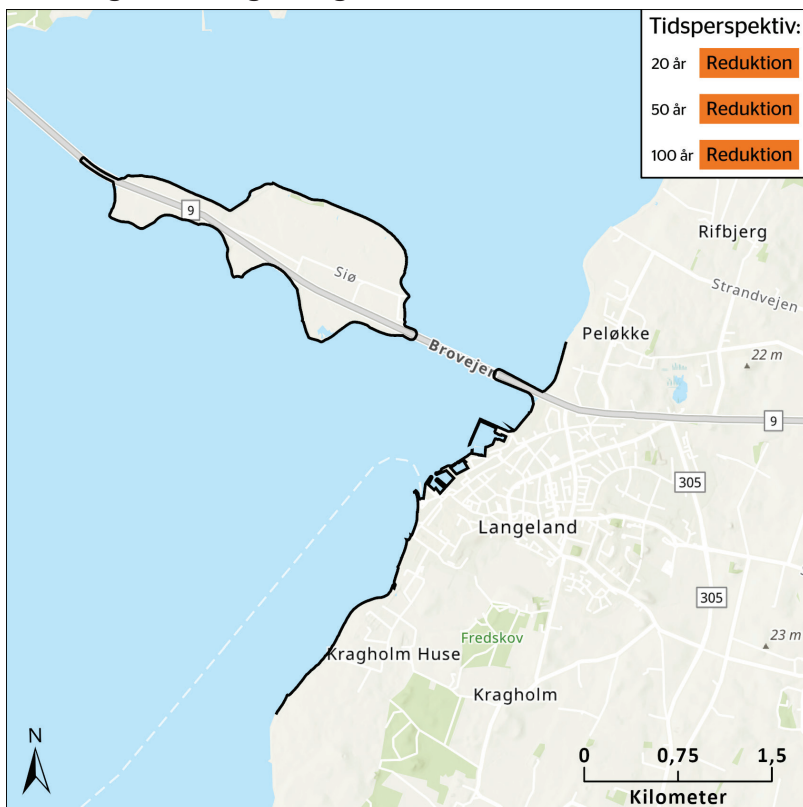 Tidsperspektiv:
20 år Reduktion
50 år Reduktion
100 år Reduktion
Rifbjerg
9
Siø
Strandvejen
Peløkke
Brovejen
22 m
9
305
Langeland
305
Fredskov
23 m
Kragholm Huse
Kragholm
N
0 0,75 1,5
Kilometer